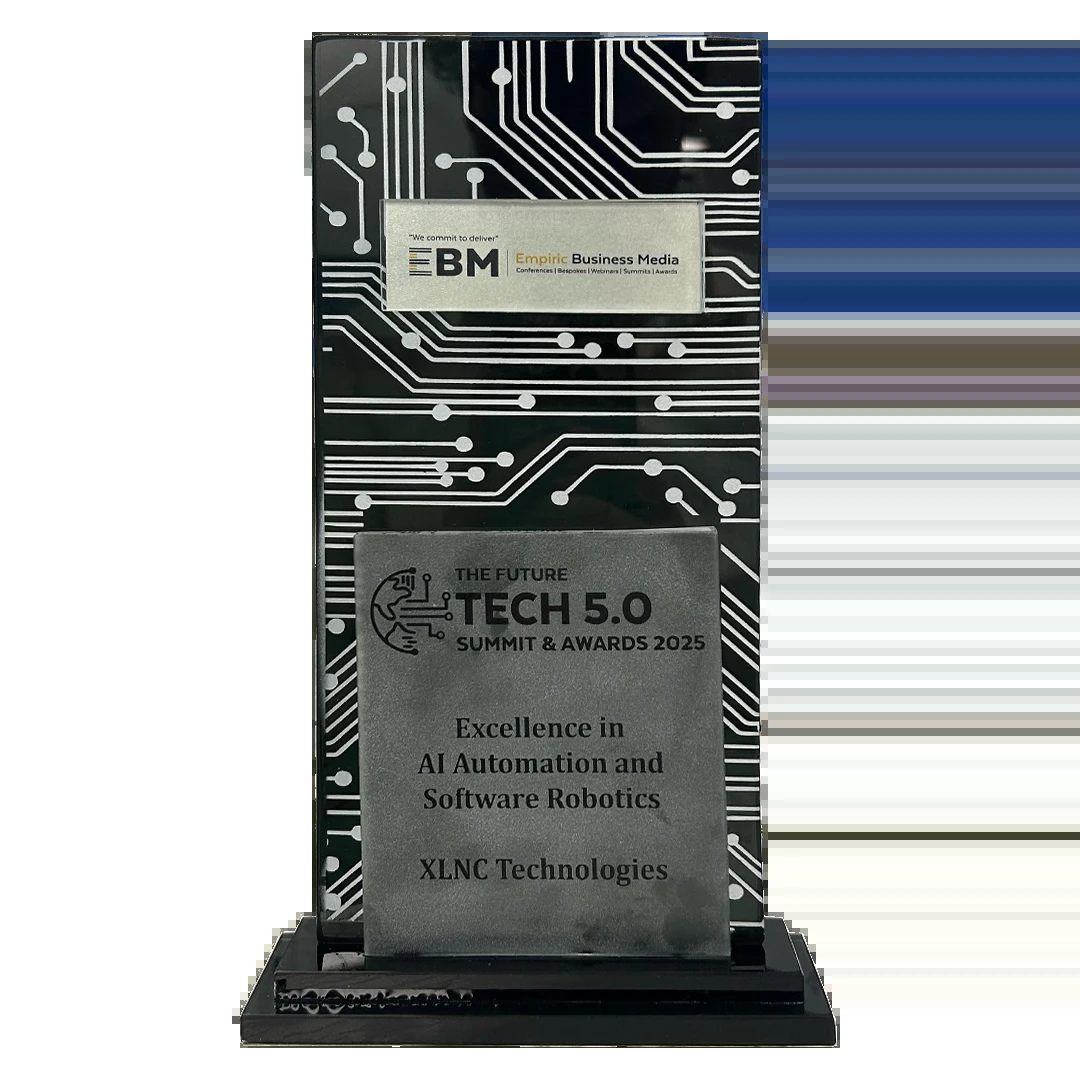 "We commit to deliver"
EBM
Empiric Business Media
Conferences | Bespokes | Webinars | Summits | Awards
THE FUTURE
TECH 5.0
SUMMIT & AWARDS 2025
Excellence in
AI Automation and
Software Robotics
XLNC Technologies